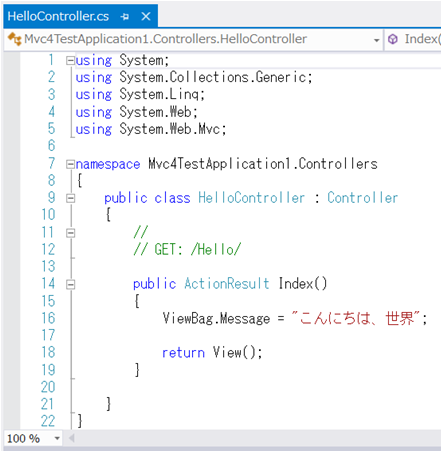 HelloController.cs
Mvc4TestApplication1.Controllers.HelloController Index(
1 using System;
2 using System.Collections.Generic;
3 using System.Linq;
4 using System.Web;
5 using System.Web.Mvc;
6
7 namespace Mvc4TestApplication1.Controllers
8 {
9 public class HelloController : Controller
10 {
11 //
12 // GET: /Hello/
13
14 public ActionResult Index()
15 {
16 ViewBag.Message = "こんにちは、世界";
17
18 return View();
19 }
20
21 }
22 }
100 %